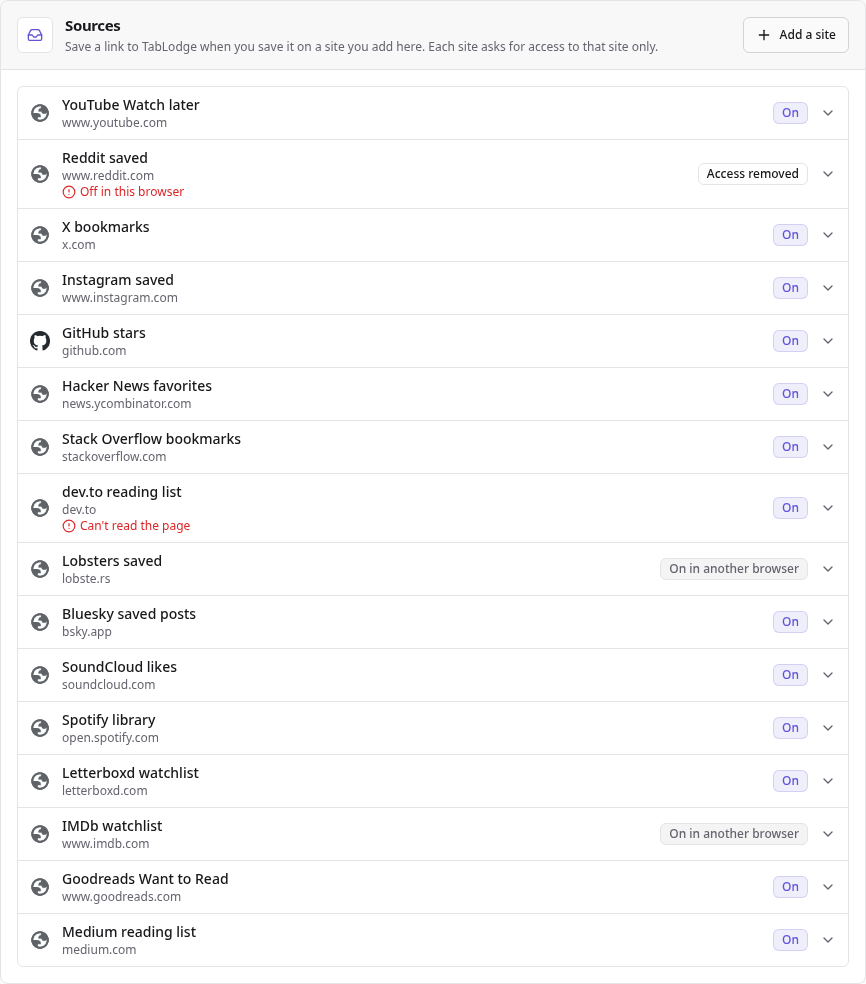 Sources
Save a link to TabLodge when you save it on a site you add here. Each site asks for access to that site only.
Add a site
YouTube Watch later
www.youtube.com
On
Reddit saved
www.reddit.com
Off in this browser
Access removed
X bookmarks
x.com
On
Instagram saved
www.instagram.com
On
GitHub stars
github.com
On
Hacker News favorites
news.ycombinator.com
On
Stack Overflow bookmarks
stackoverflow.com
On
dev.to reading list
dev.to
Can't read the page
On
Lobsters saved
lobste.rs
On in another browser
Bluesky saved posts
bsky.app
On
SoundCloud likes
soundcloud.com
On
Spotify library
open.spotify.com
On
Letterboxd watchlist
letterboxd.com
On
IMDb watchlist
www.imdb.com
On in another browser
Goodreads Want to Read
www.goodreads.com
On
Medium reading list
medium.com
On